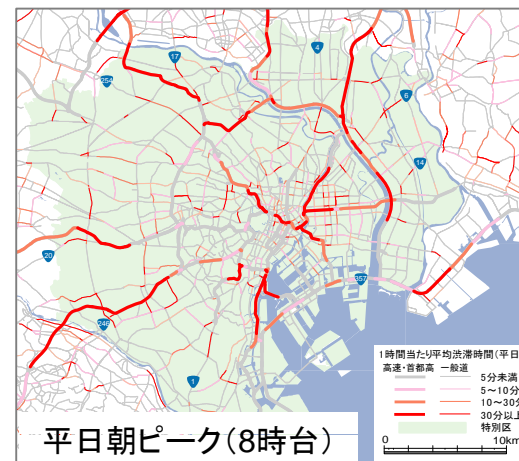 4
17
254
6
14
20
357
246
1
1時間当たり平均渋滞時間(平日
高速・首都高 一般道
5分未満
5～10分
10～30分
30分以上
特別区
0 10km
平日朝ピーク(8時台)